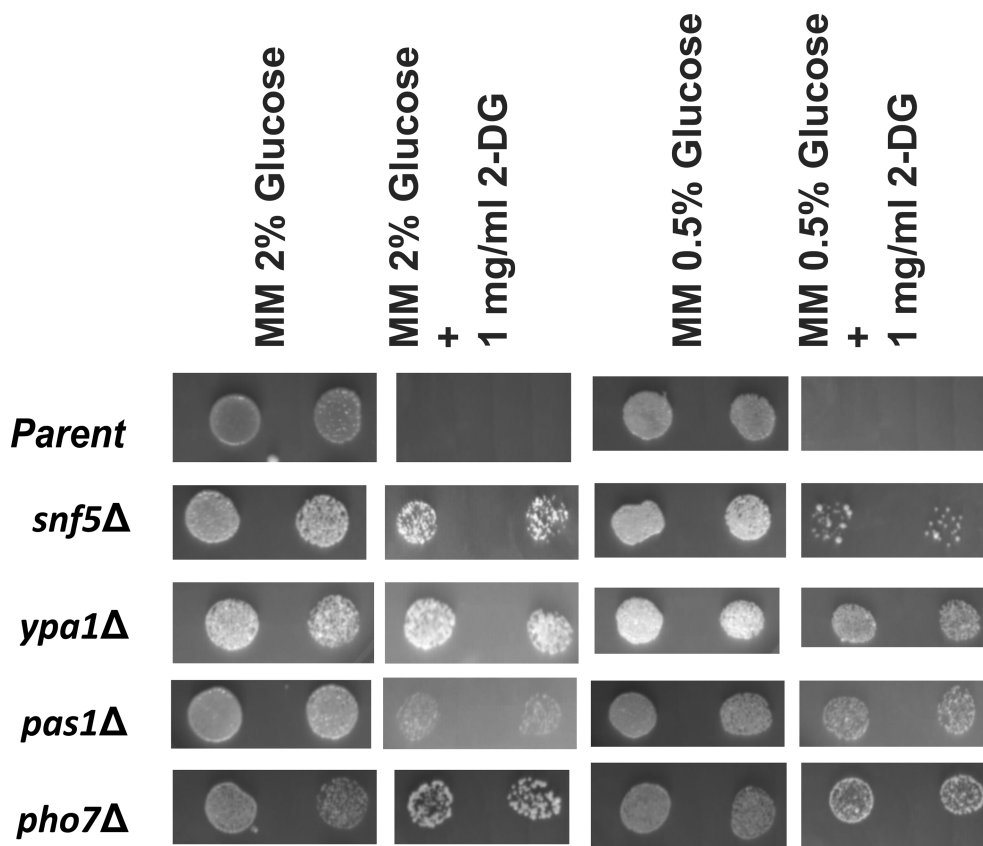 MM 2% Glucose
MM 2% Glucose
+
1 mg/ml 2-DG
MM 0.5% Glucose
MM 0.5% Glucose
+
1 mg/ml 2-DG
Parent
snf5Δ
ypa1Δ
pas1Δ
pho7Δ